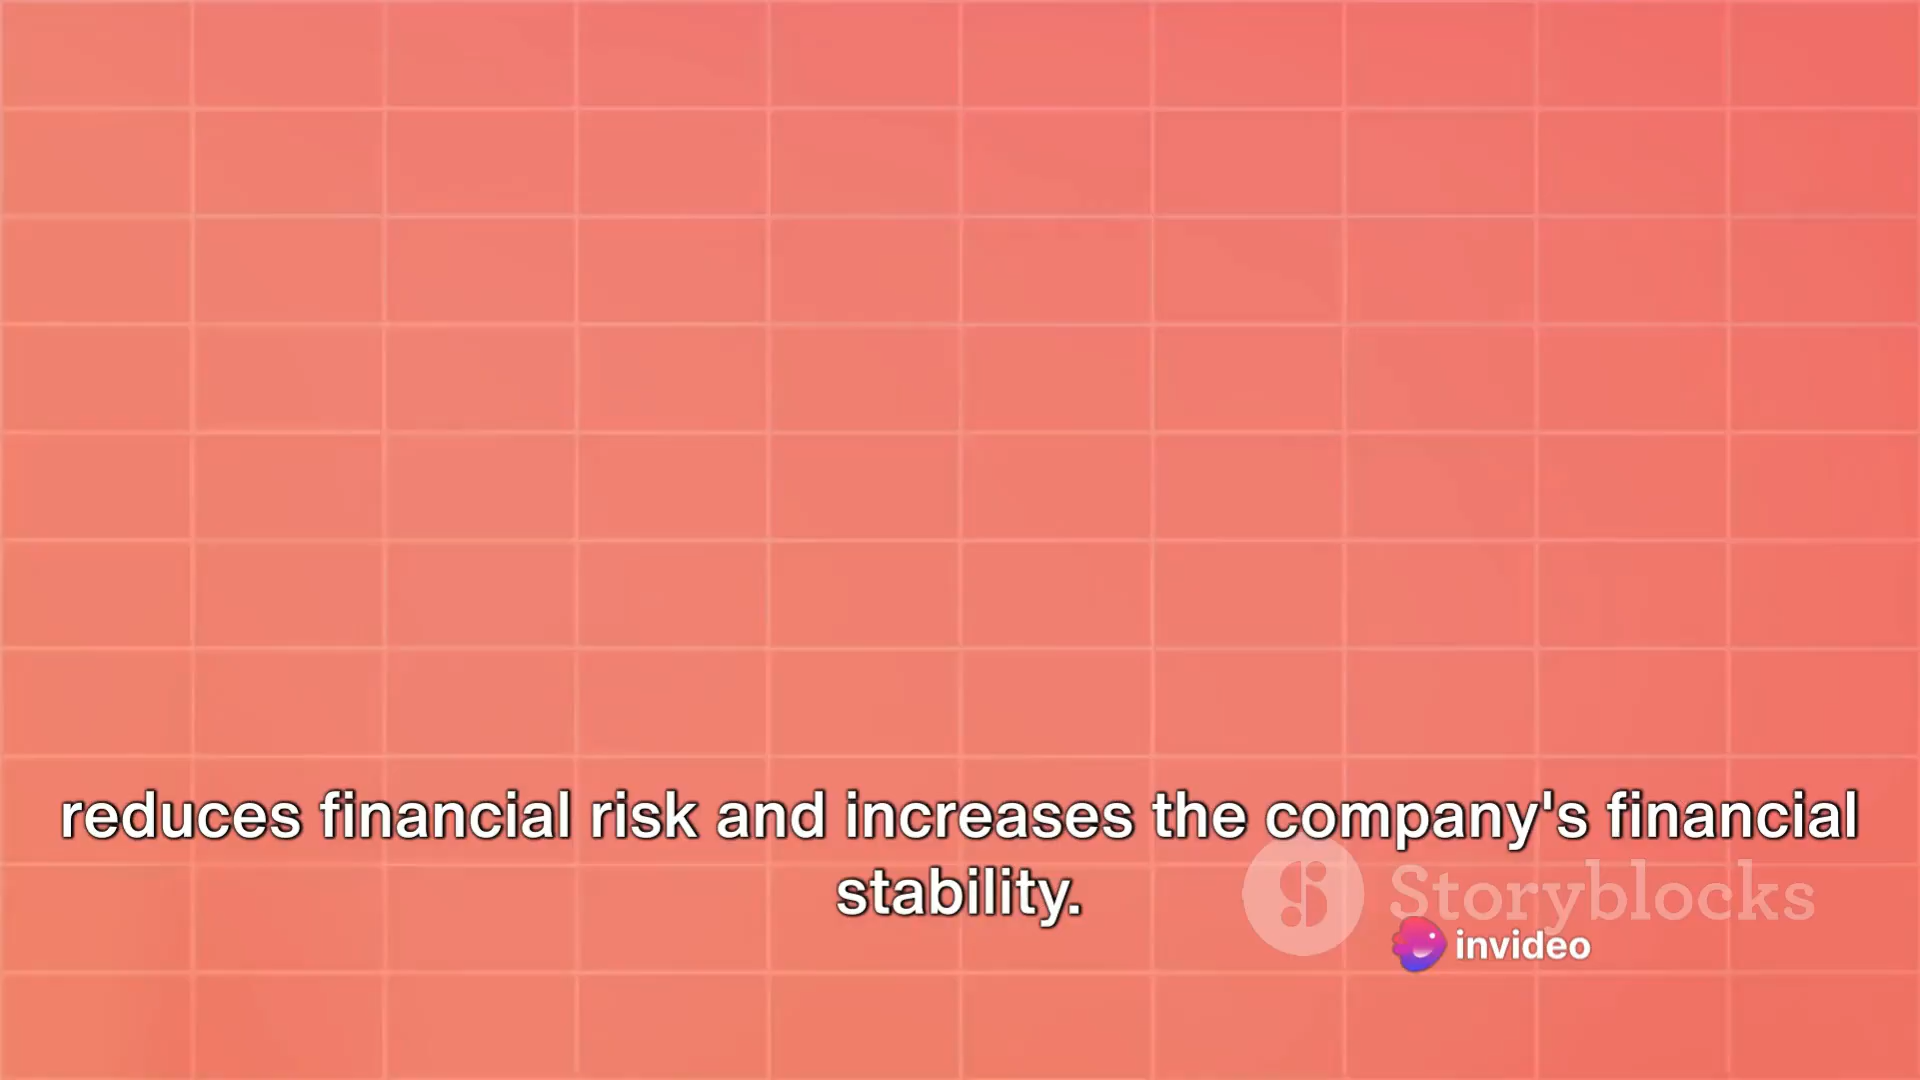 reduces financial risk and increases the company's financial
stability.
Storyblocks
invideo